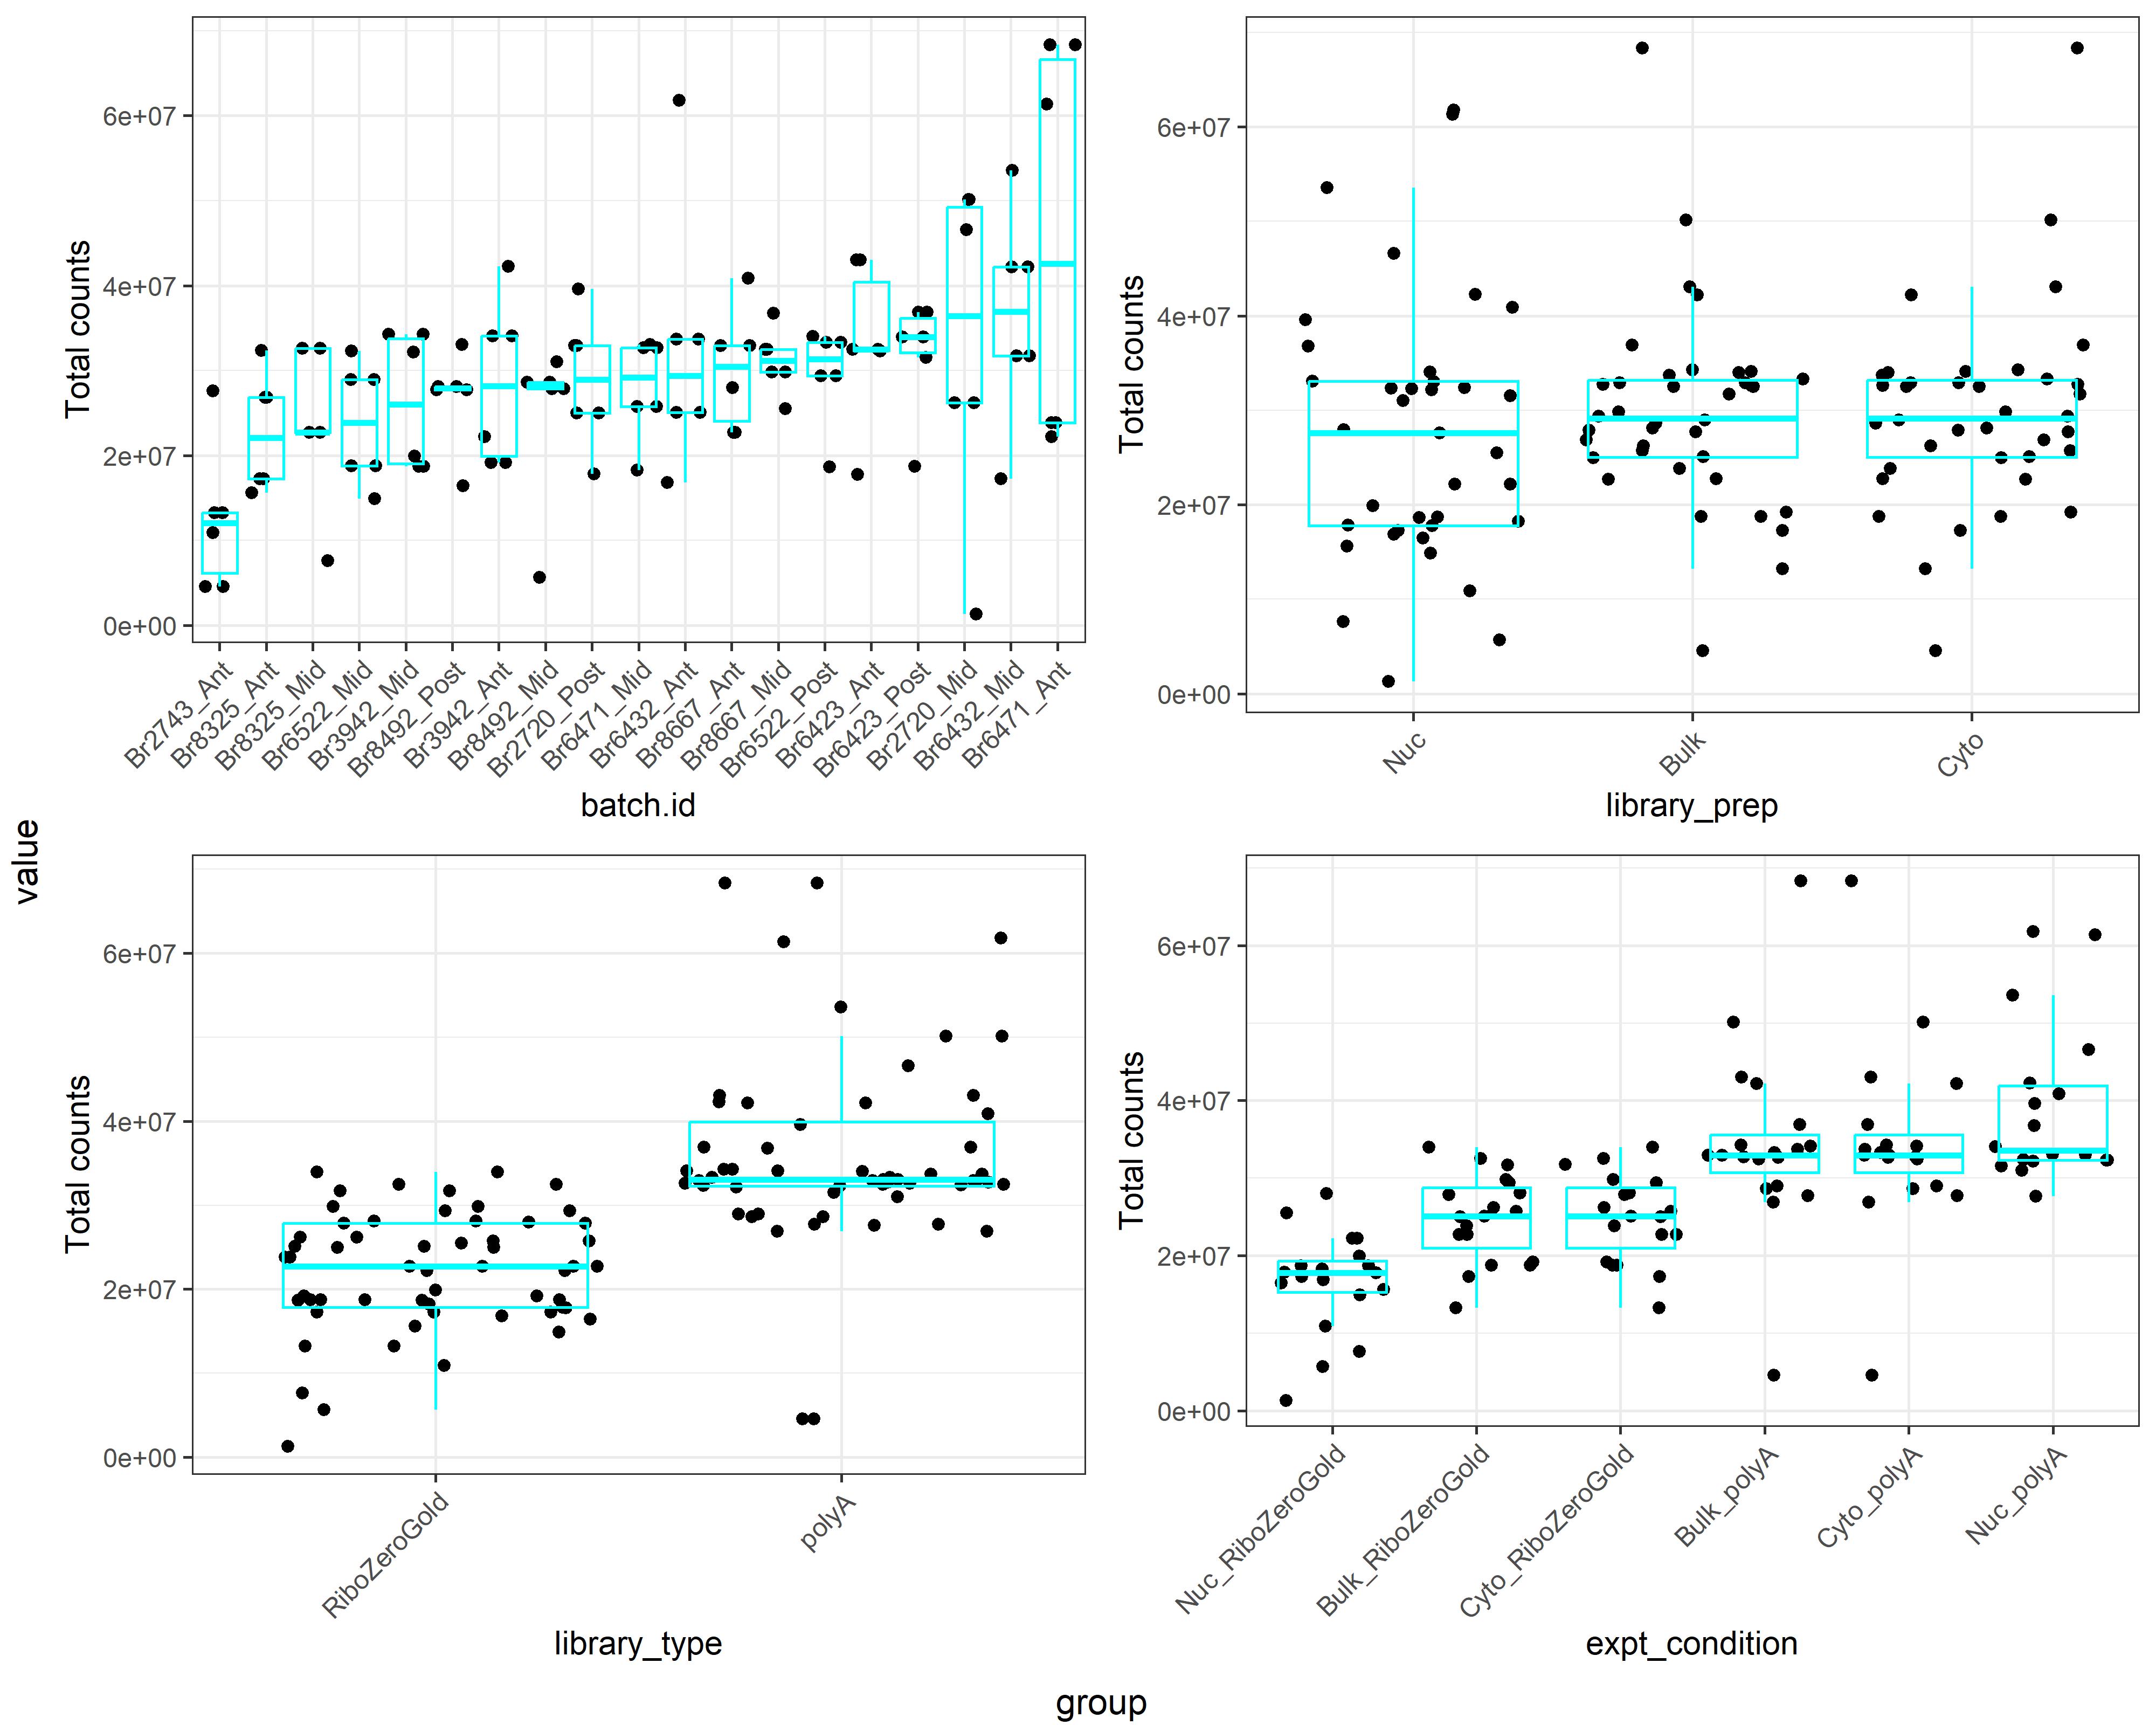 Total counts
6e+07
4e+07
2e+07
0e+00
Br2743_Ant
Br8325_Ant
Br8325_Mid
Br6522_Mid
Br3942_Mid
Br8492_Post
Br3942_Ant
Br8492_Mid
Br2720_Post
Br6471_Mid
Br6432_Ant
Br8667_Ant
Br8667_Mid
Br6522_Post
Br6423_Ant
Br6423_Post
Br2720_Mid
Br6432_Mid
Br6471_Ant
batch.id
Total counts
6e+07
4e+07
2e+07
0e+00
Nuc
Bulk
Cyto
library_prep
value
Total counts
6e+07
4e+07
2e+07
0e+00
RiboZeroGold
polyA
library_type
Total counts
6e+07
4e+07
2e+07
0e+00
Nuc_RiboZeroGold
Bulk_RiboZeroGold
Cyto_RiboZeroGold
Bulk_polyA
Cyto_polyA
Nuc_polyA
expt_condition
group